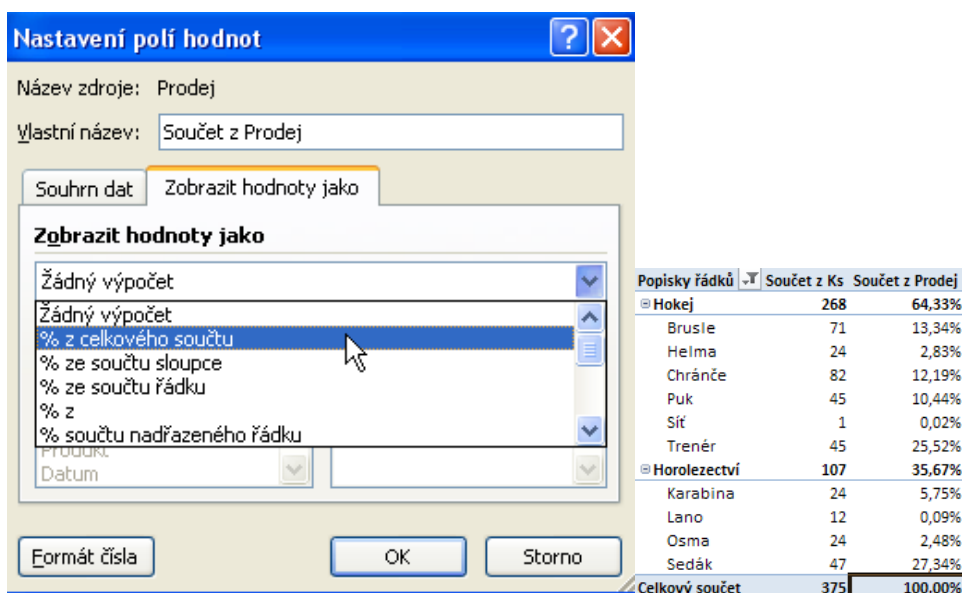 Nastavení polí hodnot
Název zdroje: Prodej
Vlastní název: Součet z Prodej
Souhrn dat Zobrazit hodnoty jako
Zobrazit hodnoty jako
Žádný výpočet
Žádný výpočet
% z celkového součtu
% ze součtu sloupce
% ze součtu řádku
% z
% součtu nadřazeného řádku
Produkt
Datum
Formát čísla OK Storno
Popisky řádků Součet z Ks Součet z Prodej
Hokej 268 64,33%
Brusle 71 13,34%
Helma 24 2,83%
Chránče 82 12,19%
Puk 45 10,44%
Síť 1 0,02%
Trenér 45 25,52%
Horolezectví 107 35,67%
Karabina 24 5,75%
Lano 12 0,09%
Osma 24 2,48%
Sedák 47 27,34%
Celkový součet 375 100,00%